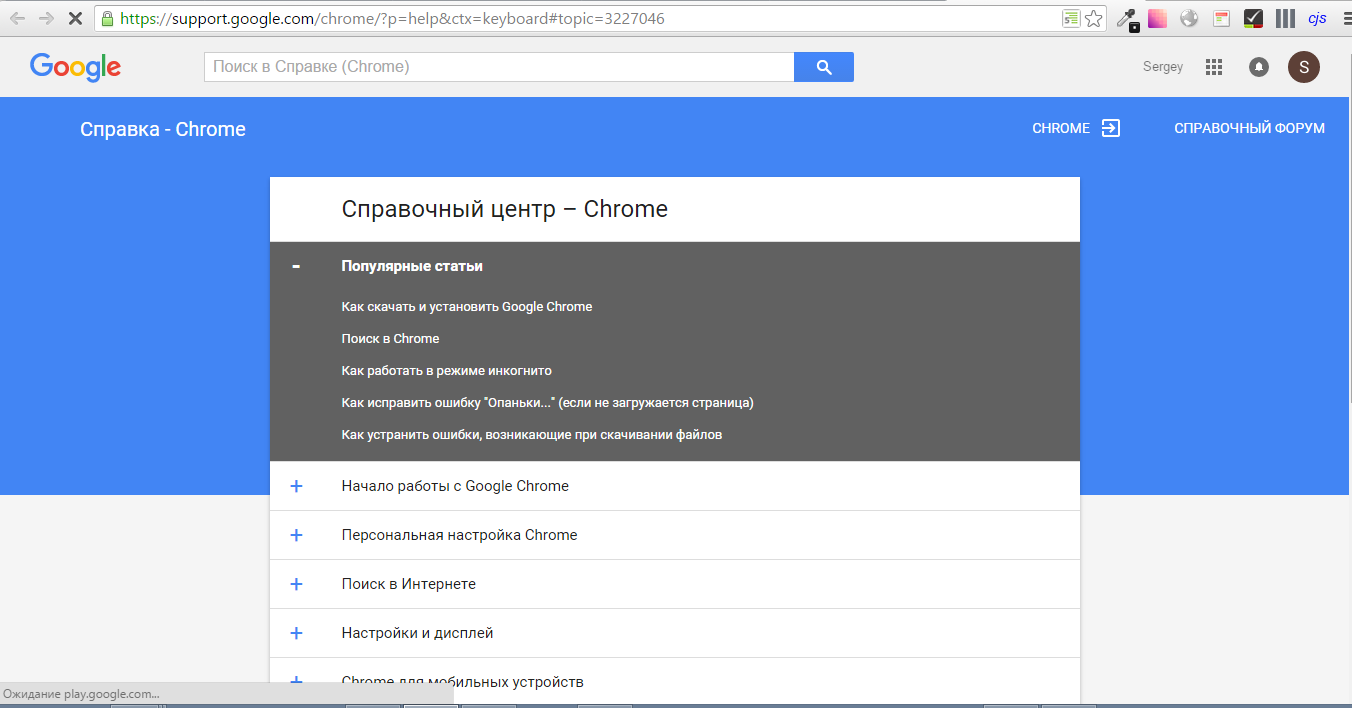 https://support.google.com/chrome/?p=help&ctx=keyboard#topic=3227046
cjs
Google
Поиск в Справке (Chrome)
Sergey
S
Справка - Chrome
CHROME
СПРАВОЧНЫЙ ФОРУМ
Справочный центр – Chrome
Популярные статьи
Как скачать и установить Google Chrome
Поиск в Chrome
Как работать в режиме инкогнито
Как исправить ошибку "Опаньки..." (если не загружается страница)
Как устранить ошибки, возникающие при скачивании файлов
Начало работы с Google Chrome
Персональная настройка Chrome
Поиск в Интернете
Настройки и дисплей
Chrome для мобильных устройств
Ожидание play.google.com...